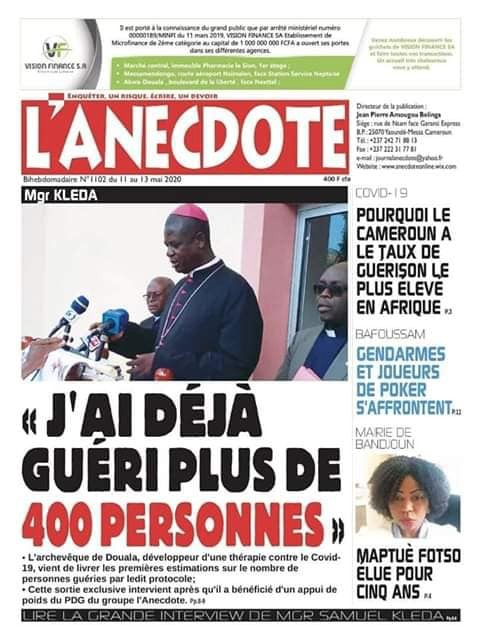 Il est porté à la connaissance du grand public que par arrêté ministériel numéro
00000189/MINFI du 11 mars 2019, VISION FINANCE SA Etablissement de
Microfinance de 2ème catégorie au capital de 1 000 000 000 FCFA a ouvert ses portes
dans ses différentes agences.
VF
VISION FINANCE S.A
• Marché central, immeuble Pharmacie le Sion, 1er étage ;
• Messamendongo, route aéroport Nsimalen, face Station Service Neptune
• Akwa Douala , boulevard de la liberté , face Nexttel ;
Venez nombreux découvrir les
guichets de VISION FINANCE SA
et faire toutes vos transactions.
Un accueil très chaleureux
vous y attend.
ENQUÊTER, UN RISQUE. ÉCRIRE, UN DEVOIR
L'ANECDOTE
Bihebdomadaire N°1102 du 11 au 13 mai 2020
400 F cfa
Directeur de la publication :
Jean Pierre Amougou Belinga
Siège : rue de Nsam face Garanti Express
B.P.: 25070 Yaoundé-Messa Cameroun
Tél. : +237 242 71 88 13
Fax : +237 222 31 77 81
e-mail : journalanecdote@yahoo.fr
Website : www.anecdoteonline.wix.com
Mgr KLEDA
« J'AI DÉJÀ
GUÉRI PLUS DE
400 PERSONNES »
• L'archevêque de Douala, développeur d'une thérapie contre le Covid-
19, vient de livrer les premières estimations sur le nombre de
personnes guéries par ledit protocole;
• Cette sortie exclusive intervient après qu'il a bénéficié d'un appui de
poids du PDG du groupe l'Anecdote. Pp.6-8
COVID-19
POURQUOI LE
CAMEROUN A
LE TAUX DE
GUERISON LE
PLUS ÉLEVÉ
EN AFRIQUE P.3
BAFOUSSAM
GENDARMES
ET JOUEURS
DE POKER
S'AFFRONTENT P.11
MAIRIE DE
BANDJOUN
MAPTUÈ FOTSO
ELUE POUR
CINQ ANS P.4
LIRE LA GRANDE INTERVIEW DE MGR SAMUEL KLEDA